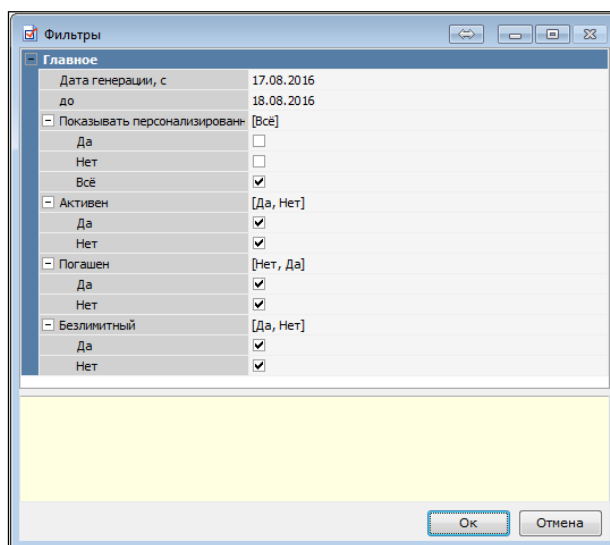 Фильтры
Главное
Дата генерации, с 17.08.2016
до 18.08.2016
Показывать персонализированн [Всё]
Да
Нет
Всё
Активен [Да, Нет]
Да
Нет
Погашен [Нет, Да]
Да
Нет
Безлимитный [Да, Нет]
Да
Нет
Ок Отмена